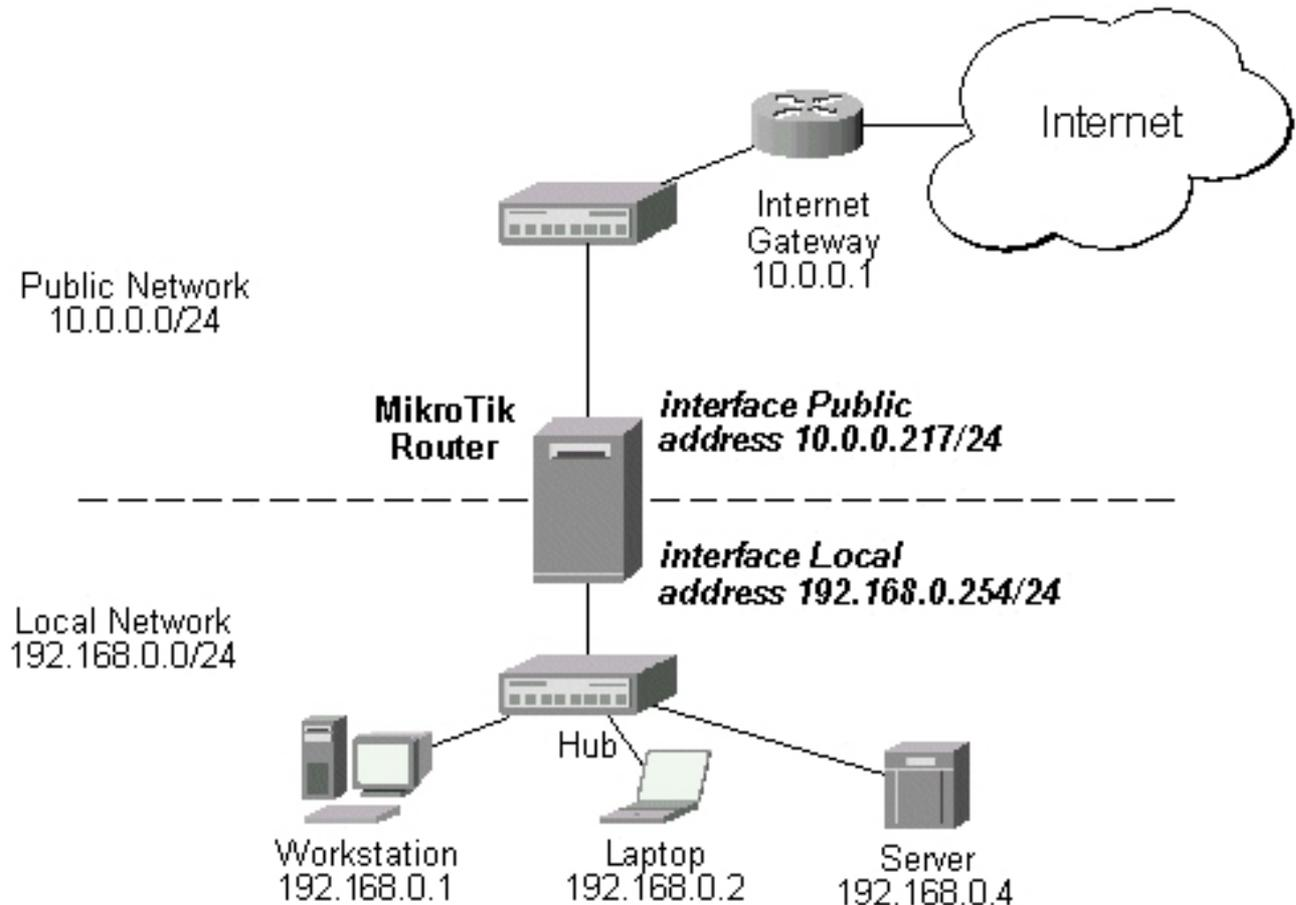 Internet
Internet
Gateway
10.0.0.1
Public Network
10.0.0.0/24
MikroTik
Router
interface Public
address 10.0.0.217/24
interface Local
address 192.168.0.254/24
Local Network
192.168.0.0/24
Hub
Workstation
192.168.0.1
Laptop
192.168.0.2
Server
192.168.0.4